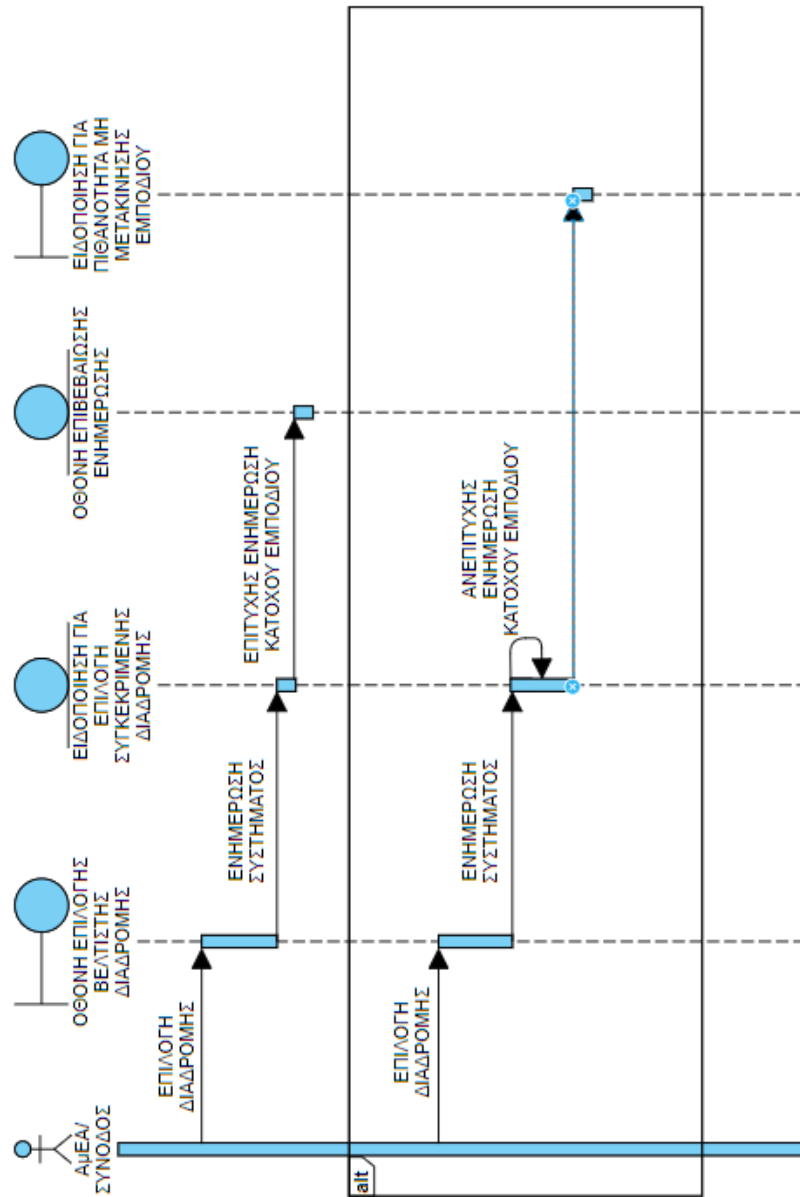 ΑμΕΑ/
ΣΥΝΟΔΟΣ
ΟΘΟΝΗ ΕΠΙΛΟΓΗΣ
ΒΕΛΤΙΣΤΗΣ
ΔΙΑΔΡΟΜΗΣ
ΕΙΔΟΠΟΙΗΣΗ ΓΙΑ
ΕΠΙΛΟΓΗ
ΣΥΓΚΕΚΡΙΜΕΝΗΣ
ΔΙΑΔΡΟΜΗΣ
ΟΘΟΝΗ ΕΠΙΒΕΒΑΙΩΣΗΣ
ΕΝΗΜΕΡΩΣΗΣ
ΕΙΔΟΠΟΙΗΣΗ ΓΙΑ
ΠΙΘΑΝΟΤΗΤΑ ΜΗ
ΜΕΤΑΚΙΝΗΣΗΣ
ΕΜΠΟΔΙΟΥ
ΕΠΙΛΟΓΗ
ΔΙΑΔΡΟΜΗΣ
ΕΝΗΜΕΡΩΣΗ
ΣΥΣΤΗΜΑΤΟΣ
ΕΠΙΤΥΧΗΣ ΕΝΗΜΕΡΩΣΗ
ΚΑΤΟΧΟΥ ΕΜΠΟΔΙΟΥ
alt
ΕΠΙΛΟΓΗ
ΔΙΑΔΡΟΜΗΣ
ΕΝΗΜΕΡΩΣΗ
ΣΥΣΤΗΜΑΤΟΣ
ΑΝΕΠΙΤΥΧΗΣ
ΕΝΗΜΕΡΩΣΗ
ΚΑΤΟΧΟΥ ΕΜΠΟΔΙΟΥ